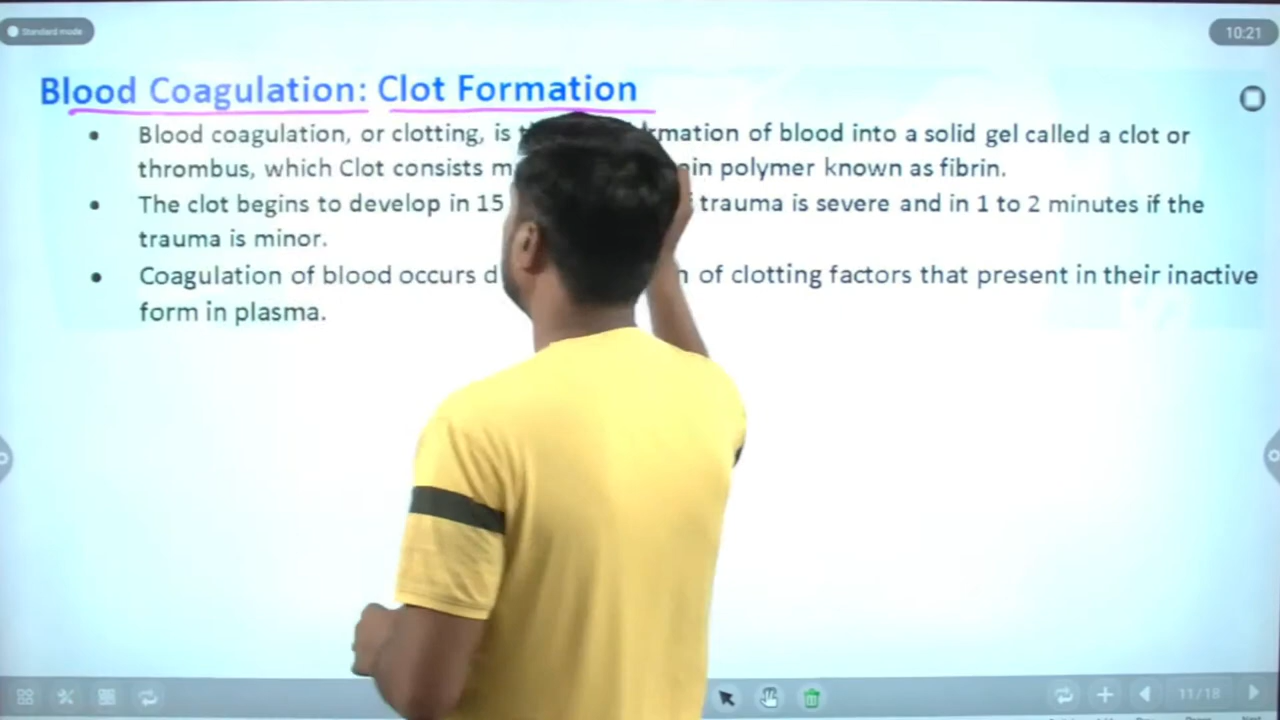 Standard mode
10:21
Blood Coagulation: Clot Formation
Blood coagulation, or clotting, is of blood into a solid gel called a clot or
thrombus, which Clot consists polymer known as fibrin.
The clot begins to develop in 15 trauma is severe and in 1 to 2 minutes if the
trauma is minor.
Coagulation of blood occurs of clotting factors that present in their inactive
form in plasma.
11/18